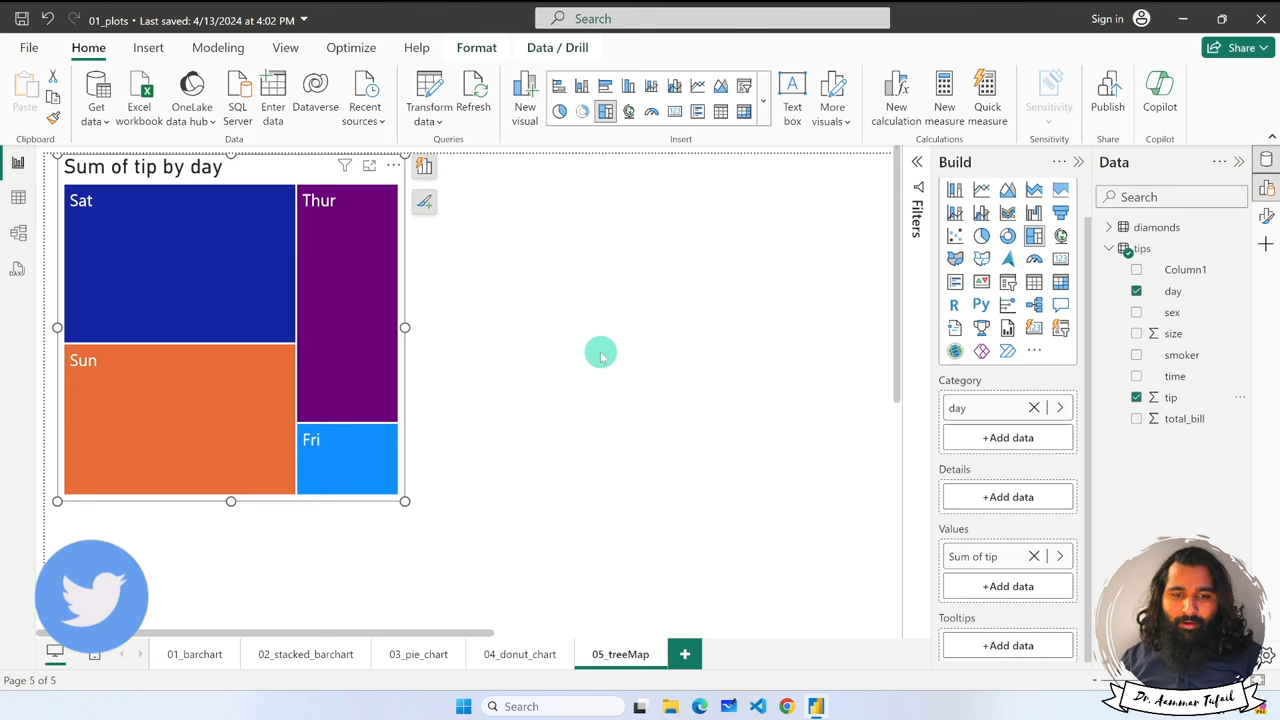 01_plots • Last saved: 4/13/2024 at 4:02 PM
Search
Sign in
File
Home
Insert
Modeling
View
Optimize
Help
Format
Data / Drill
Share
Paste
Get data
Excel workbook
OneLake data hub
SQL Server
Enter data
Dataverse
Recent sources
Transform data
Refresh
New visual
Text box
More visuals
New calculation
New measure
Quick measure
Sensitivity
Publish
Copilot
Clipboard
Data
Queries
Insert
Calculations
Sensitivity
Share
Copilot
Sum of tip by day
Sat
Thur
Sun
Fri
Filters
Build
R
Py
123
Category
day
+Add data
Details
+Add data
Values
Sum of tip
+Add data
Tooltips
+Add data
Data
Search
diamonds
tips
Column1
day
sex
size
smoker
time
tip
total_bill
01_barchart
02_stacked_barchart
03_pie_chart
04_donut_chart
05_treeMap
Page 5 of 5
Search
Dr. Aammar Tufail